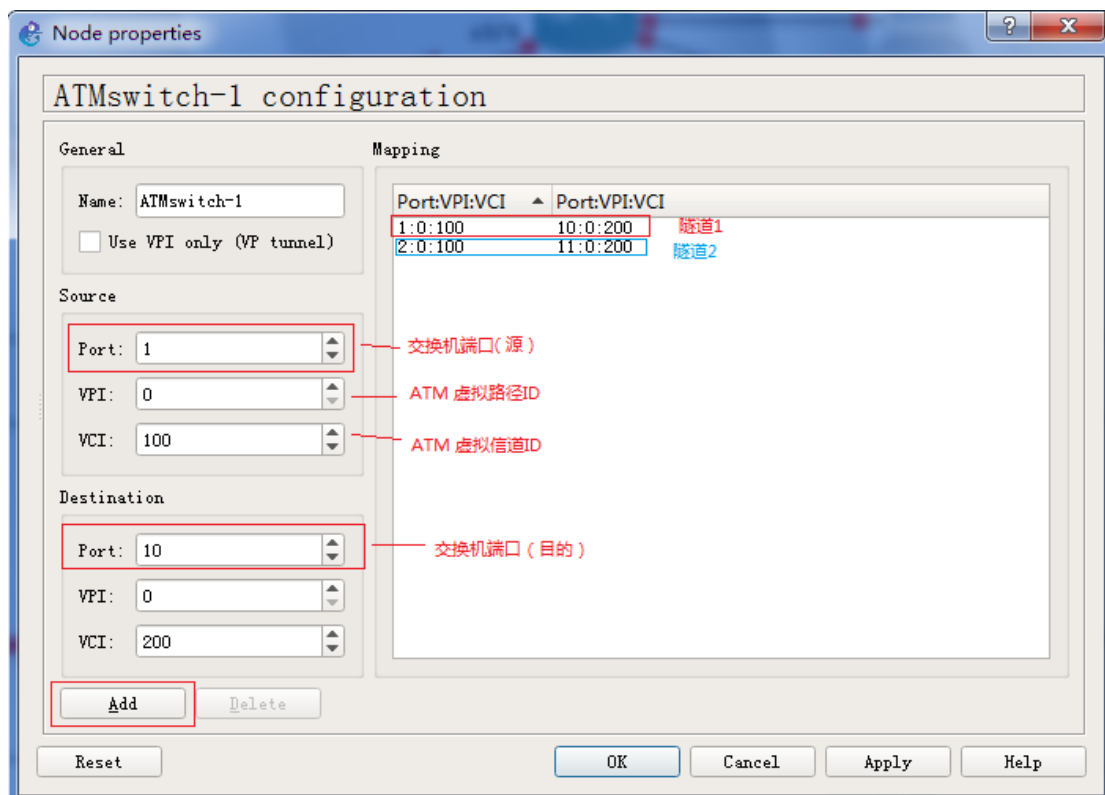 Node properties
ATMswitch-1 configuration
General
Name: ATMswitch-1
Use VPI only (VP tunnel)
Source
Port: 1
VPI: 0
VCI: 100
Destination
Port: 10
VPI: 0
VCI: 200
Add Delete
Mapping
Port:VPI:VCI Port:VPI:VCI
1:0:100 10:0:200 隧道1
2:0:100 11:0:200 隧道2
交换机端口(源)
ATM 虚拟路径ID
ATM 虚拟信道ID
交换机端口(目的)
Reset OK Cancel Apply Help